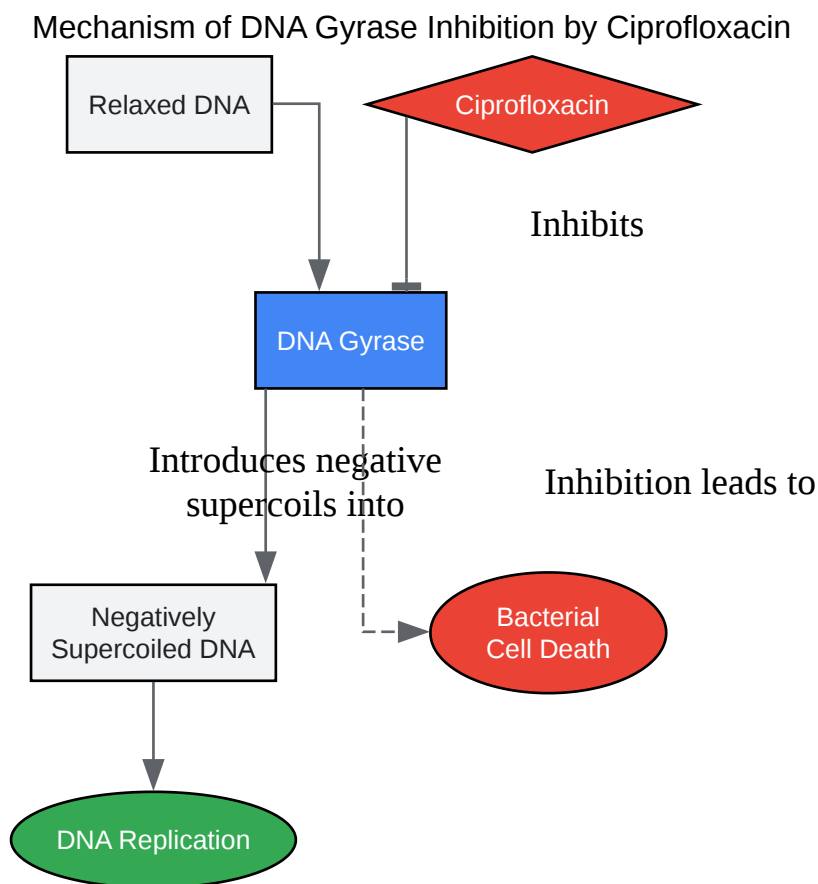 Mechanism of DNA Gyrase Inhibition by Ciprofloxacin
Relaxed DNA
Ciprofloxacin
Inhibits
DNA Gyrase
Introduces negative
supercoils into
Inhibition leads to
Negatively
Supercoiled DNA
Bacterial
Cell Death
DNA Replication